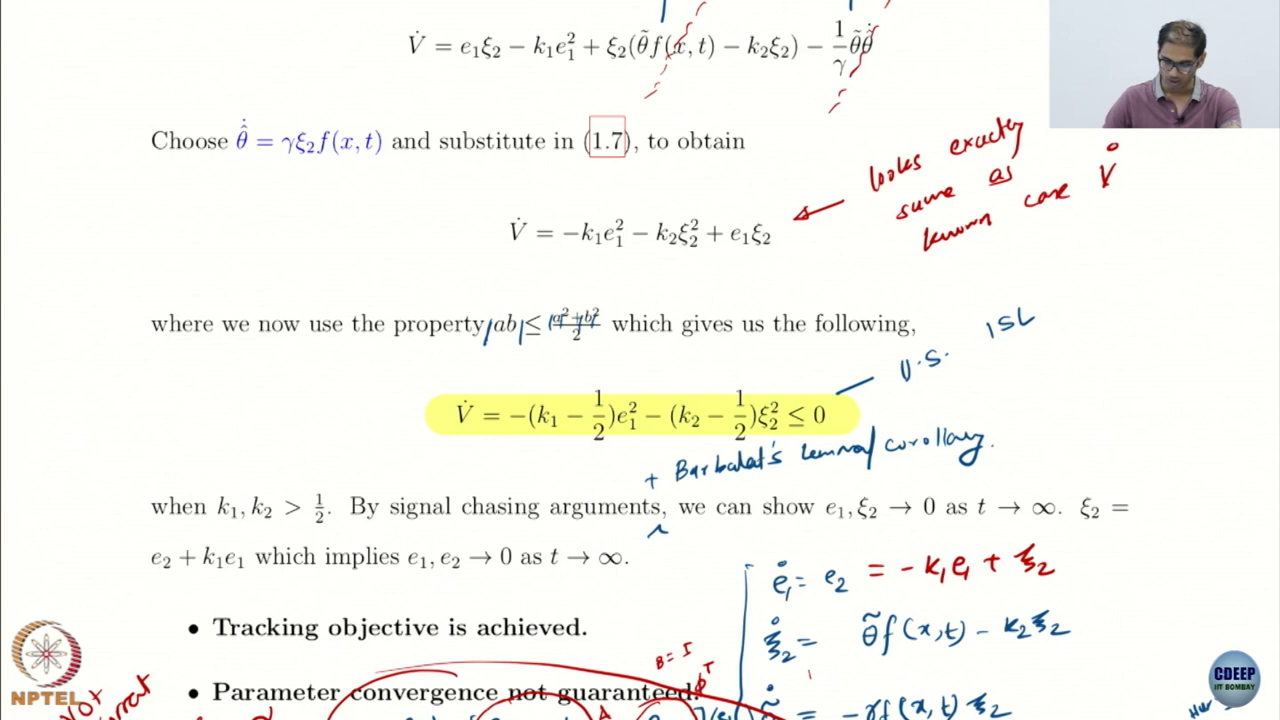 V̇ = e₁ξ₂ − k₁e₁² + ξ₂(θ̃f(x, t) − k₂ξ₂) − 1/γ θ̃θ̂̇
Choose θ̂̇ = γξ₂f(x, t) and substitute in (1.7), to obtain
looks exactly
same as
known case V̇
V̇ = −k₁e₁² − k₂ξ₂² + e₁ξ₂
where we now use the property |ab| ≤ (|a|²+|b|²)/2 which gives us the following,
U.S. ISL
V̇ = −(k₁ − 1/2)e₁² − (k₂ − 1/2)ξ₂² ≤ 0
+ Barbalat's lemma/corollary.
when k₁, k₂ > 1/2. By signal chasing arguments, we can show e₁, ξ₂ → 0 as t → ∞. ξ₂ =
e₂ + k₁e₁ which implies e₁, e₂ → 0 as t → ∞.
ė₁ = e₂ = −k₁e₁ + ξ₂
• Tracking objective is achieved.
ξ̇₂ = θ̃f(x,t) − k₂ξ₂
B = I
• Parameter convergence not guaranteed.
= −γf(x,t) ξ₂
NPTEL
CDEEP
IIT BOMBAY